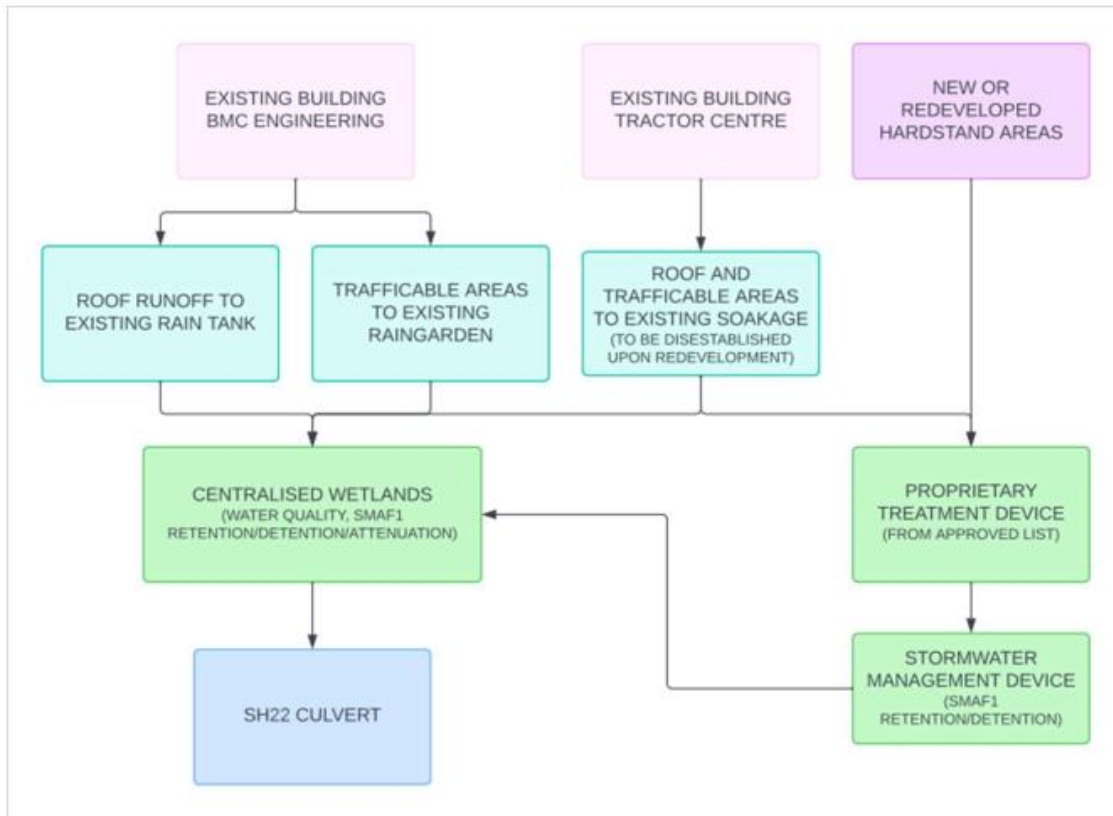 EXISTING BUILDING
BMC ENGINEERING
EXISTING BUILDING
TRACTOR CENTRE
NEW OR
REDEVELOPED
HARDSTAND AREAS
ROOF RUNOFF TO
EXISTING RAIN TANK
TRAFFICABLE AREAS
TO EXISTING
RAINGARDEN
ROOF AND
TRAFFICABLE AREAS
TO EXISTING SOAKAGE
(TO BE DISESTABLISHED
UPON REDEVELOPMENT)
CENTRALISED WETLANDS
(WATER QUALITY, SMAF1
RETENTION/DETENTION/ATTENUATION)
PROPRIETARY
TREATMENT DEVICE
(FROM APPROVED LIST)
SH22 CULVERT
STORMWATER
MANAGEMENT DEVICE
(SMAF1
RETENTION/DETENTION)